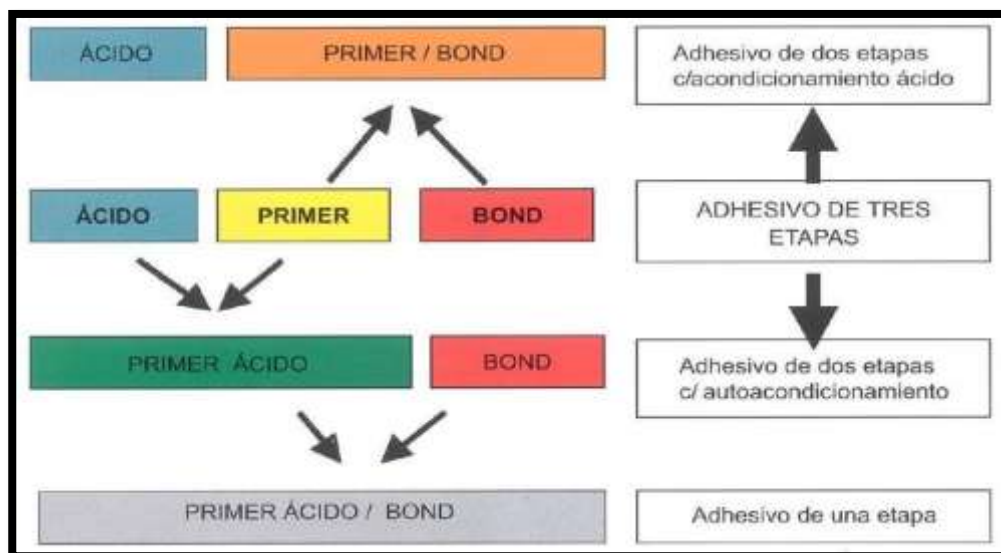 ÁCIDO
PRIMER / BOND
Adhesivo de dos etapas
c/acondicionamiento ácido
ÁCIDO
PRIMER
BOND
ADHESIVO DE TRES
ETAPAS
PRIMER ÁCIDO
BOND
Adhesivo de dos etapas
c/ autoacondicionamiento
PRIMER ÁCIDO / BOND
Adhesivo de una etapa